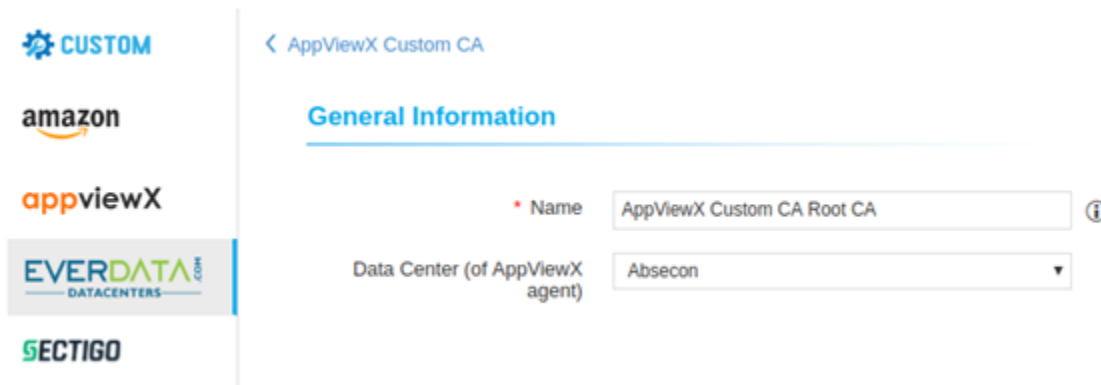 CUSTOM
amazon
appviewX
EVERDATA.COM
DATACENTERS
SECTIGO
AppViewX Custom CA
General Information
* Name
AppViewX Custom CA Root CA
Data Center (of AppViewX
agent)
Absecon